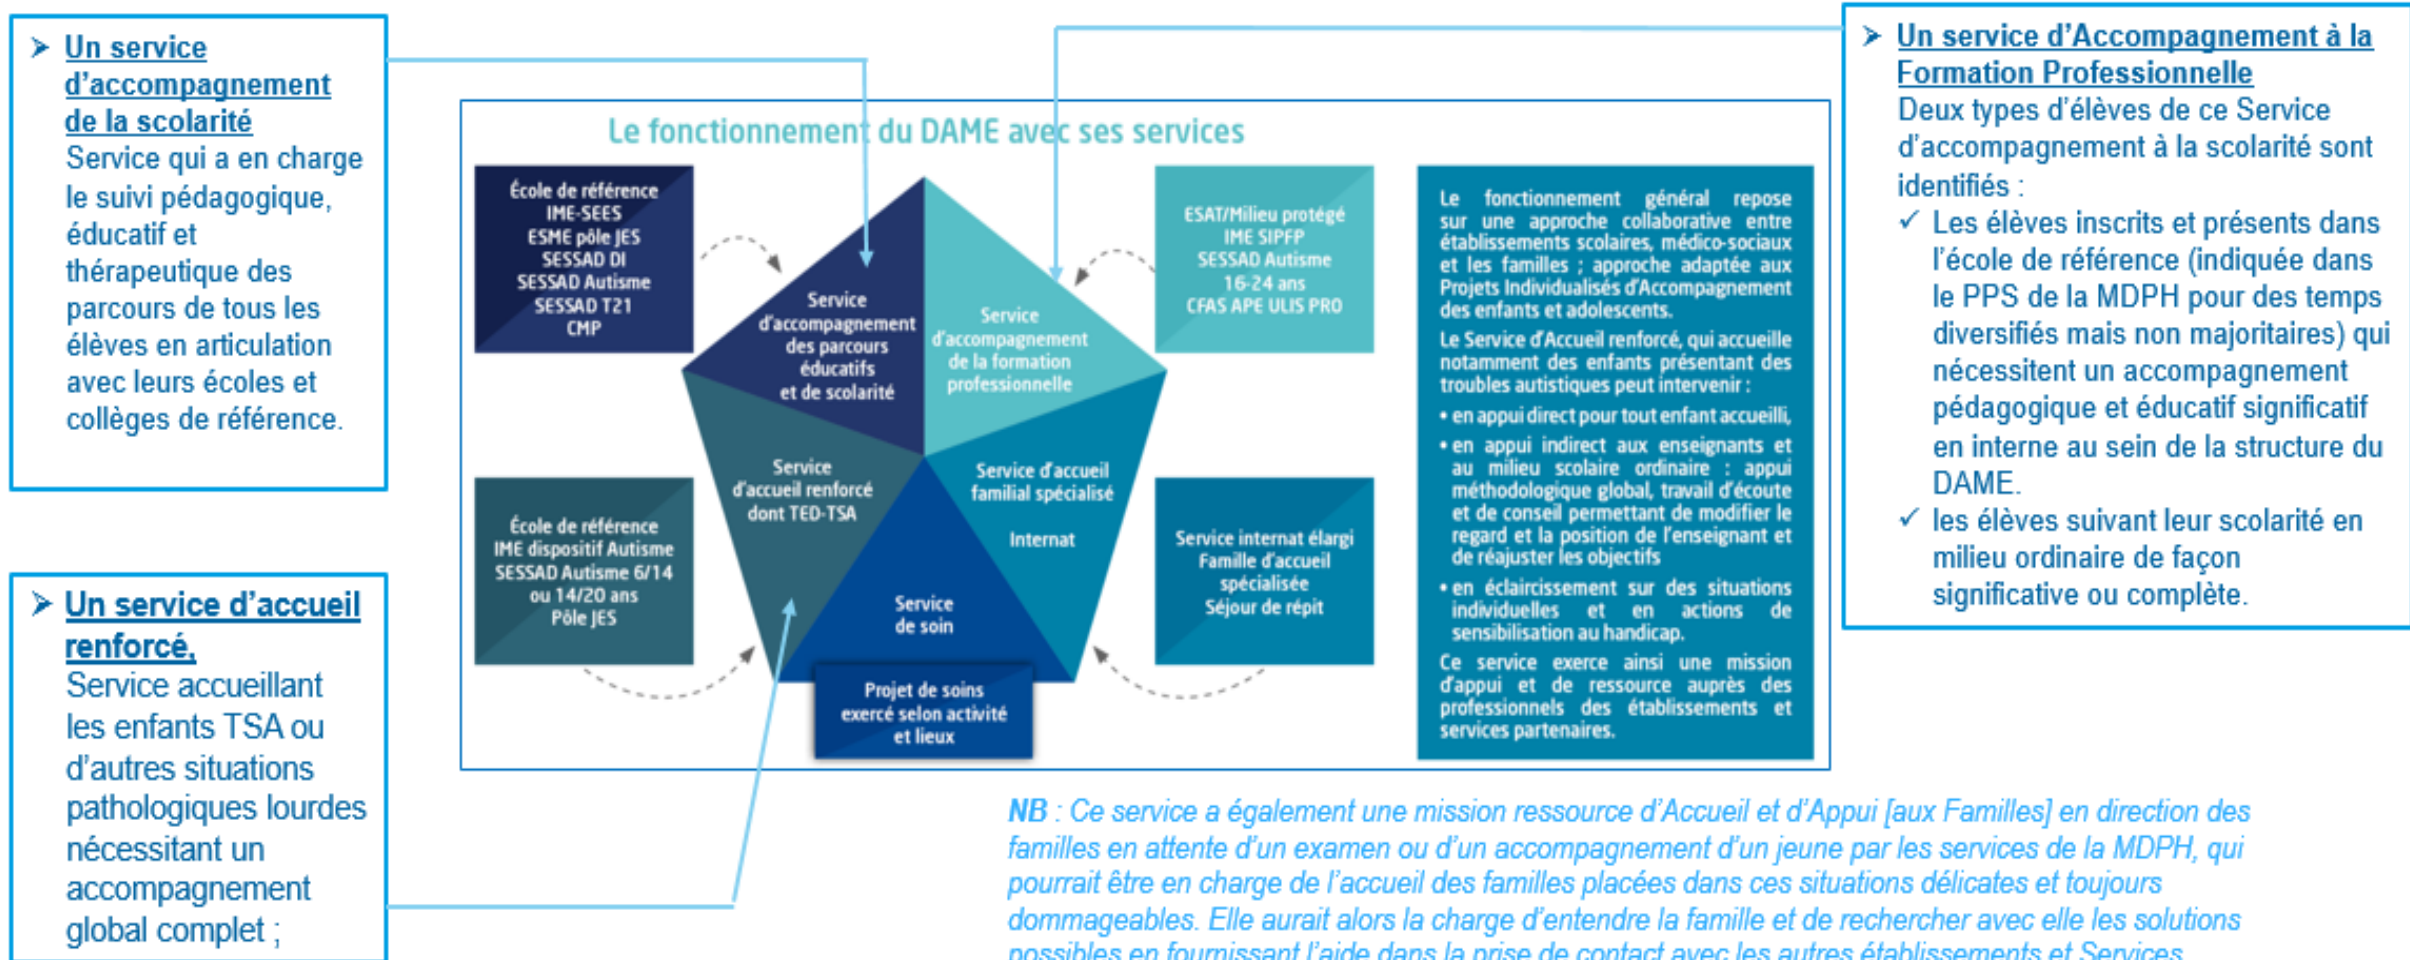 ➢ Un service
d'accompagnement
de la scolarité
Service qui a en charge
le suivi pédagogique,
éducatif et
thérapeutique des
parcours de tous les
élèves en articulation
avec leurs écoles et
collèges de référence.
➢ Un service d'accueil
renforcé,
Service accueillant
les enfants TSA ou
d'autres situations
pathologiques lourdes
nécessitant un
accompagnement
global complet ;
Le fonctionnement du DAME avec ses services
École de référence
IME-SEES
ESME pôle JES
SESSAD DI
SESSAD Autisme
SESSAD T21
CMP
Service
d'accompagnement
des parcours
éducatifs
et de scolarité
Service
d'accompagnement
de la formation
professionnelle
ESAT/Milieu protégé
IME SIPFP
SESSAD Autisme
16-24 ans
CFAS APE ULIS PRO
École de référence
IME dispositif Autisme
SESSAD Autisme 6/14
ou 14/20 ans
Pôle JES
Service
d'accueil renforcé
dont TED-TSA
Service d'accueil
familial spécialisé
Internat
Service internat élargi
Famille d'accueil
spécialisée
Séjour de répit
Service
de soin
Projet de soins
exercé selon activité
et lieux
Le fonctionnement général repose
sur une approche collaborative entre
établissements scolaires, médico-sociaux
et les familles ; approche adaptée aux
Projets Individualisés d'Accompagnement
des enfants et adolescents.
Le Service d'Accueil renforcé, qui accueille
notamment des enfants présentant des
troubles autistiques peut intervenir :
• en appui direct pour tout enfant accueilli,
• en appui indirect aux enseignants et
au milieu scolaire ordinaire : appui
méthodologique global, travail d'écoute
et de conseil permettant de modifier le
regard et la position de l'enseignant et
de réajuster les objectifs
• en éclaircissement sur des situations
individuelles et en actions de
sensibilisation au handicap.
Ce service exerce ainsi une mission
d'appui et de ressource auprès des
professionnels des établissements et
services partenaires.
➢ Un service d'Accompagnement à la
Formation Professionnelle
Deux types d'élèves de ce Service
d'accompagnement à la scolarité sont
identifiés :
✓ Les élèves inscrits et présents dans
l'école de référence (indiquée dans
le PPS de la MDPH pour des temps
diversifiés mais non majoritaires) qui
nécessitent un accompagnement
pédagogique et éducatif significatif
en interne au sein de la structure du
DAME.
✓ les élèves suivant leur scolarité en
milieu ordinaire de façon
significative ou complète.
NB : Ce service a également une mission ressource d'Accueil et d'Appui [aux Familles] en direction des
familles en attente d'un examen ou d'un accompagnement d'un jeune par les services de la MDPH, qui
pourrait être en charge de l'accueil des familles placées dans ces situations délicates et toujours
dommageables. Elle aurait alors la charge d'entendre la famille et de rechercher avec elle les solutions
possibles en fournissant l'aide dans la prise de contact avec les autres établissements et Services